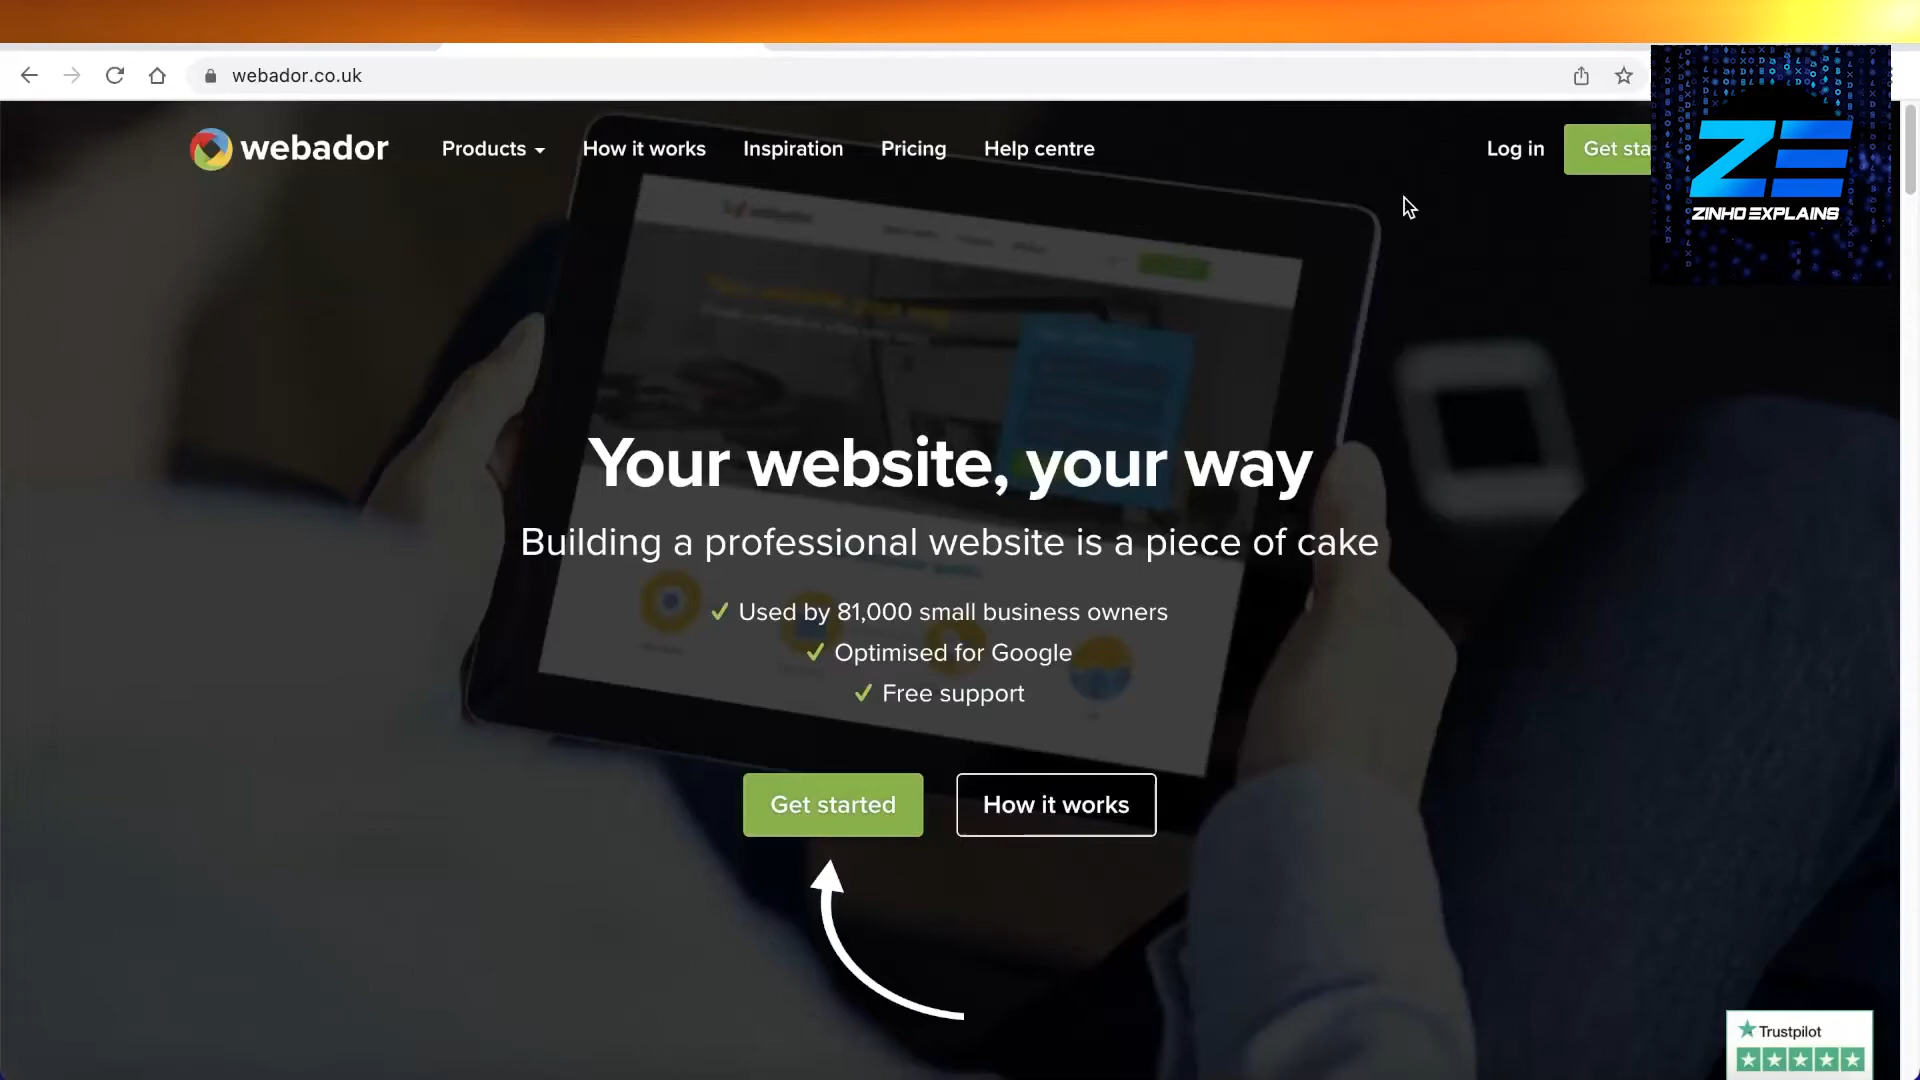 webador.co.uk
webador Products How it works Inspiration Pricing Help centre Log in Get sta
ZE
ZINHO EXPLAINS
Your website, your way
Building a professional website is a piece of cake
✓ Used by 81,000 small business owners
✓ Optimised for Google
✓ Free support
Get started How it works
Trustpilot